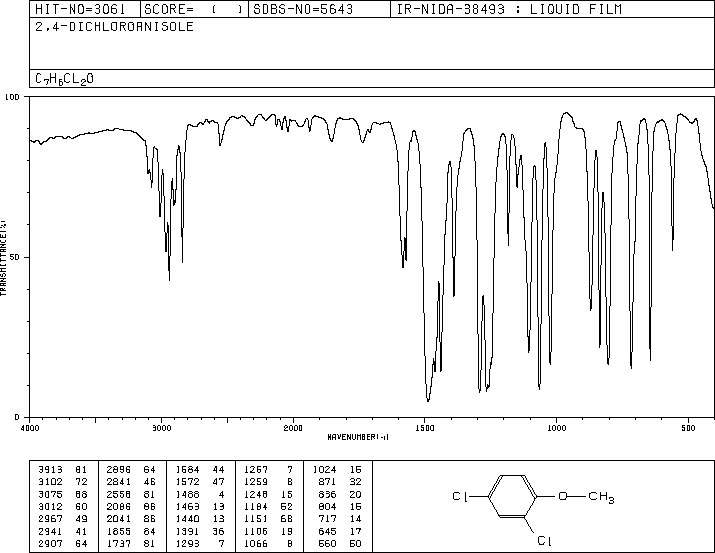 HIT-NO=3061 SCORE= ( ) SDBS-NO=5643 IR-NIDA-38493 : LIQUID FILM
2,4-DICHLOROANISOLE
C7H6CL2O
100
50
0
TRANSMITTANCE(%)
4000 3000 2000 1500 1000 500
WAVENUMBER(-1)
3913 81 2896 64 1584 44 1267 7 1024 15
3102 72 2841 46 1572 47 1259 8 871 32
3075 68 2558 81 1488 4 1248 15 836 20
3012 60 2086 86 1463 13 1184 52 804 15
2967 49 2041 86 1440 13 1151 68 717 14
2941 41 1855 84 1391 36 1106 19 645 17
2907 64 1737 81 1293 7 1066 8 560 50
Cl O CH3
Cl